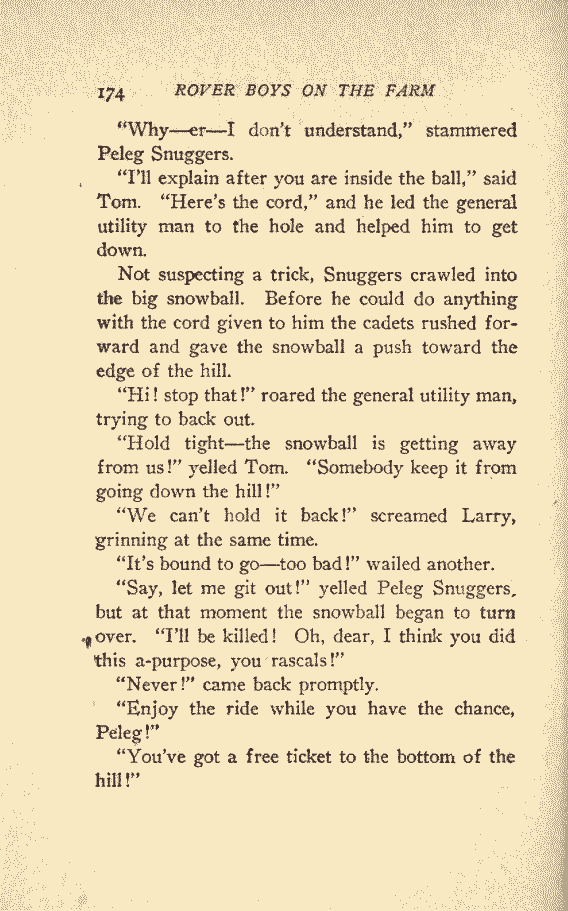 174 ROVER BOYS ON THE FARM
“Why—er—I don't understand,” stammered
Peleg Snuggers.
“I'll explain after you are inside the ball,” said
Tom. “Here's the cord,” and he led the general
utility man to the hole and helped him to get
down.
Not suspecting a trick, Snuggers crawled into
the big snowball. Before he could do anything
with the cord given to him the cadets rushed for-
ward and gave the snowball a push toward the
edge of the hill.
“Hi! stop that!” roared the general utility man,
trying to back out.
“Hold tight—the snowball is getting away
from us!” yelled Tom. “Somebody keep it from
going down the hill!”
“We can't hold it back!” screamed Larry,
grinning at the same time.
“It's bound to go—too bad!” wailed another.
“Say, let me git out!” yelled Peleg Snuggers,
but at that moment the snowball began to turn
over. “I'll be killed! Oh, dear, I think you did
this a-purpose, you rascals!”
“Never!” came back promptly.
“Enjoy the ride while you have the chance,
Peleg!”
“You've got a free ticket to the bottom of the
hill!”